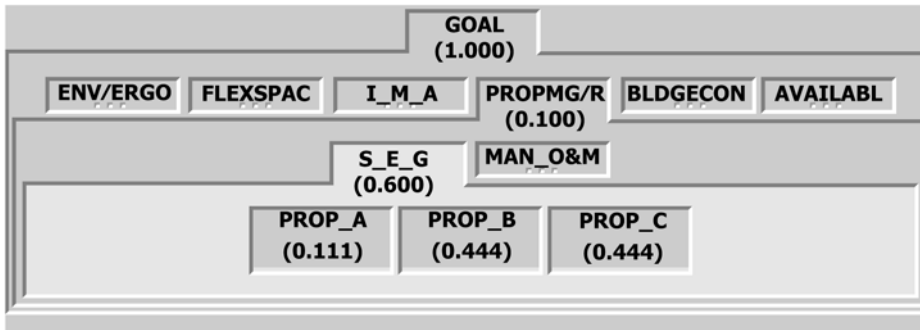 GOAL
(1.000)
ENV/ERGO FLEXSPAC I_M_A PROPMG/R BLDGECON AVAILABL
(0.100)
S_E_G MAN_O&M
(0.600)
PROP_A PROP_B PROP_C
(0.111) (0.444) (0.444)